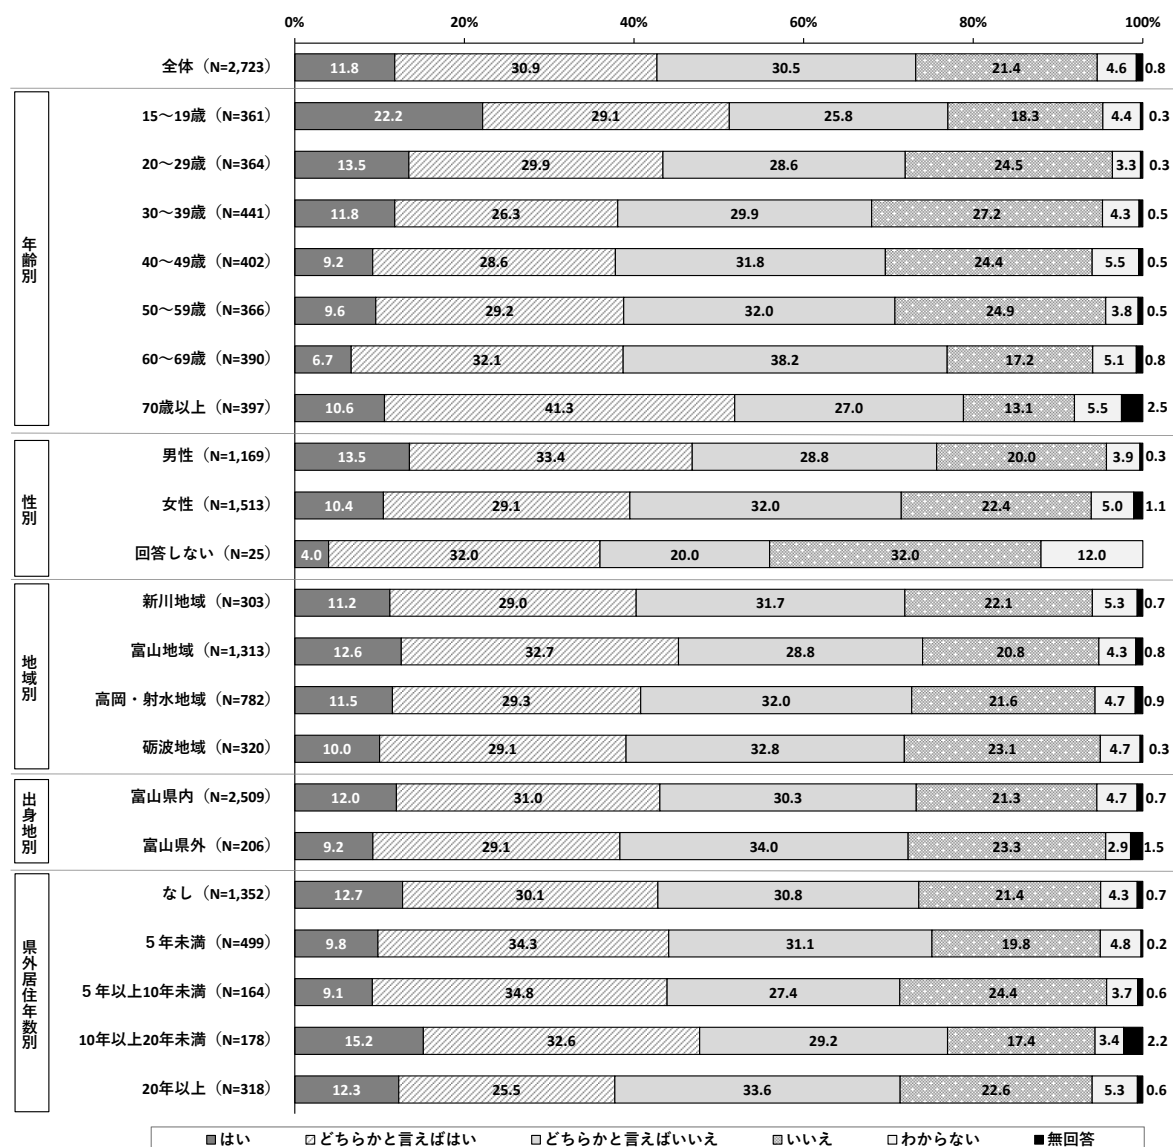 0% 20% 40% 60% 80% 100%
全体（N=2,723） 11.8 30.9 30.5 21.4 4.6 0.8
年齢別
15～19歳（N=361） 22.2 29.1 25.8 18.3 4.4 0.3
20～29歳（N=364） 13.5 29.9 28.6 24.5 3.3 0.3
30～39歳（N=441） 11.8 26.3 29.9 27.2 4.3 0.5
40～49歳（N=402） 9.2 28.6 31.8 24.4 5.5 0.5
50～59歳（N=366） 9.6 29.2 32.0 24.9 3.8 0.5
60～69歳（N=390） 6.7 32.1 38.2 17.2 5.1 0.8
70歳以上（N=397） 10.6 41.3 27.0 13.1 5.5 2.5
性別
男性（N=1,169） 13.5 33.4 28.8 20.0 3.9 0.3
女性（N=1,513） 10.4 29.1 32.0 22.4 5.0 1.1
回答しない（N=25） 4.0 32.0 20.0 32.0 12.0
地域別
新川地域（N=303） 11.2 29.0 31.7 22.1 5.3 0.7
富山地域（N=1,313） 12.6 32.7 28.8 20.8 4.3 0.8
高岡・射水地域（N=782） 11.5 29.3 32.0 21.6 4.7 0.9
砺波地域（N=320） 10.0 29.1 32.8 23.1 4.7 0.3
出身地別
富山県内（N=2,509） 12.0 31.0 30.3 21.3 4.7 0.7
富山県外（N=206） 9.2 29.1 34.0 23.3 2.9 1.5
県外居住年数別
なし（N=1,352） 12.7 30.1 30.8 21.4 4.3 0.7
５年未満（N=499） 9.8 34.3 31.1 19.8 4.8 0.2
５年以上10年未満（N=164） 9.1 34.8 27.4 24.4 3.7 0.6
10年以上20年未満（N=178） 15.2 32.6 29.2 17.4 3.4 2.2
20年以上（N=318） 12.3 25.5 33.6 22.6 5.3 0.6
はい どちらかと言えばはい どちらかと言えばいいえ いいえ わからない 無回答